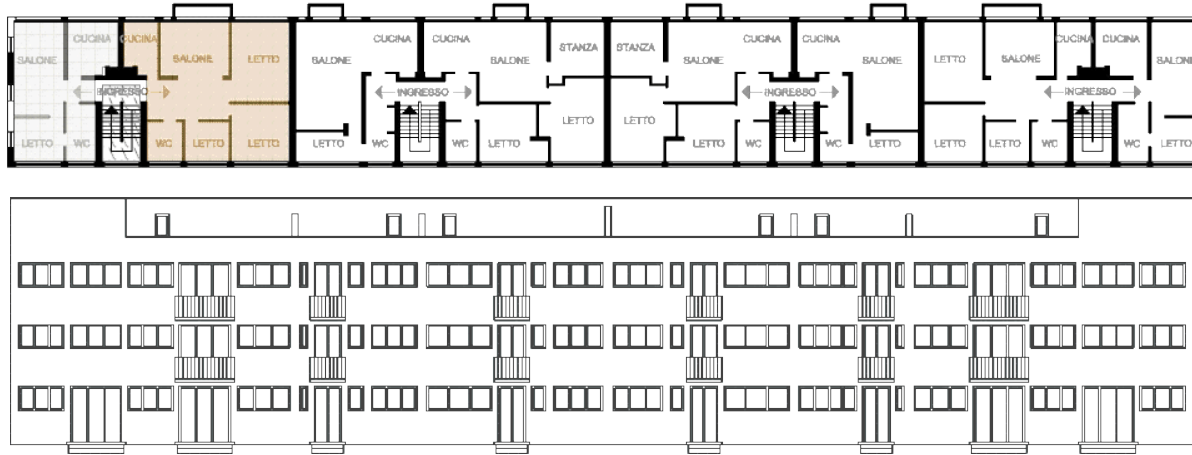 CUCINA CUCINA CUCINA CUCINA CUCINA CUCINA CUCINA CUCINA
SALONE SALONE LETTO SALONE SALONE STANZA STANZA SALONE SALONE LETTO SALONE SALONE
INGRESSO INGRESSO INGRESSO INGRESSO
LETTO LETTO
LETTO WC WC LETTO LETTO LETTO WC WC LETTO LETTO WC WC LETTO LETTO LETTO WC WC LETTO